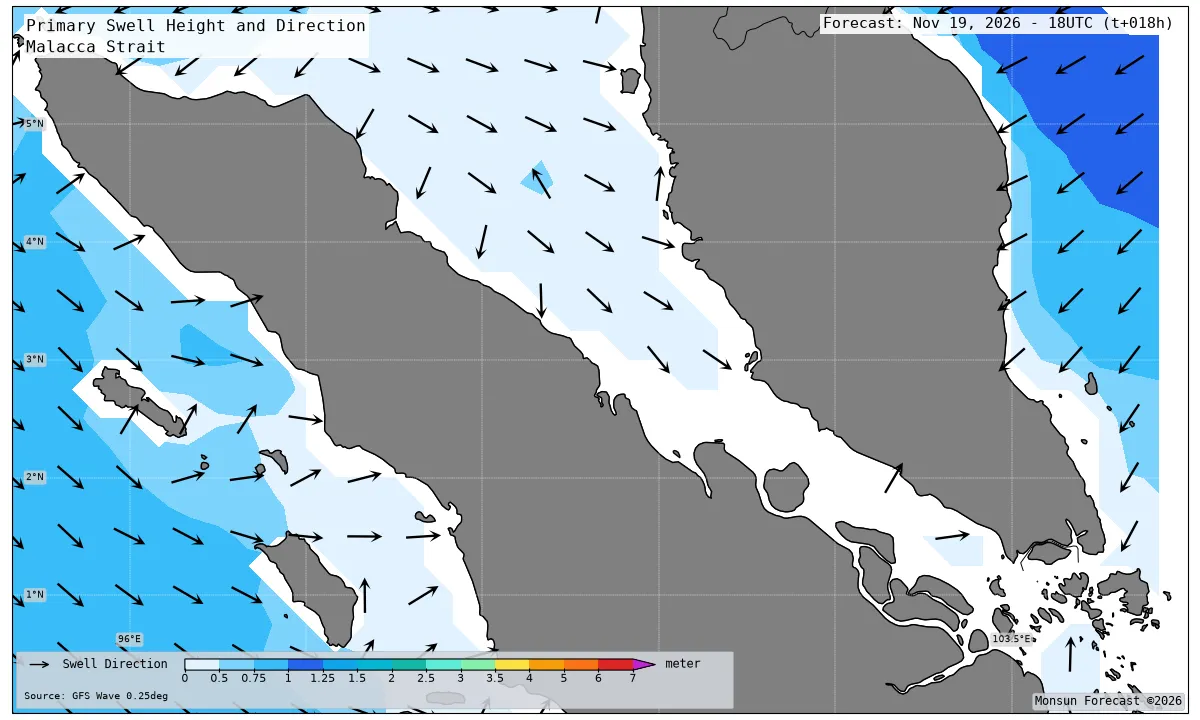 Primary Swell Height and Direction
Malacca Strait
Forecast: Nov 19, 2026 - 18UTC (t+018h)
5°N
4°N
3°N
2°N
1°N
96°E
103.5°E
Swell Direction
meter
0 0.5 0.75 1 1.25 1.5 2 2.5 3 3.5 4 5 6 7
Source: GFS Wave 0.25deg
Monsun Forecast ©2026